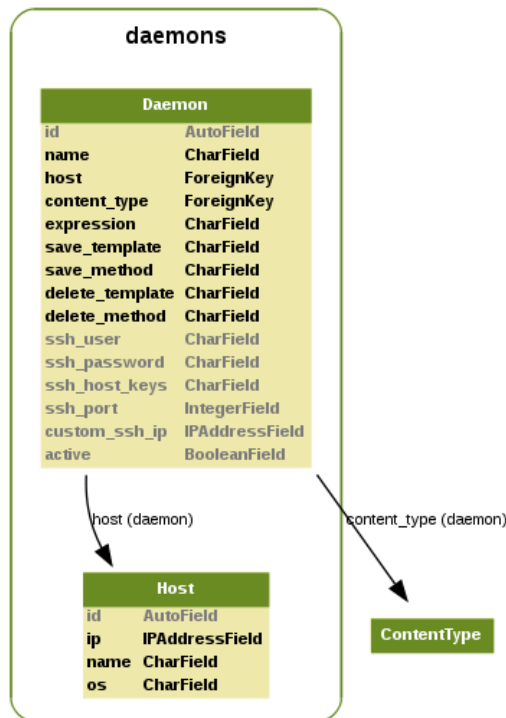 daemons
Daemon
id AutoField
name CharField
host ForeignKey
content_type ForeignKey
expression CharField
save_template CharField
save_method CharField
delete_template CharField
delete_method CharField
ssh_user CharField
ssh_password CharField
ssh_host_keys CharField
ssh_port IntegerField
custom_ssh_ip IPAddressField
active BooleanField
host (daemon)
content_type (daemon)
Host
id AutoField
ip IPAddressField
name CharField
os CharField
ContentType